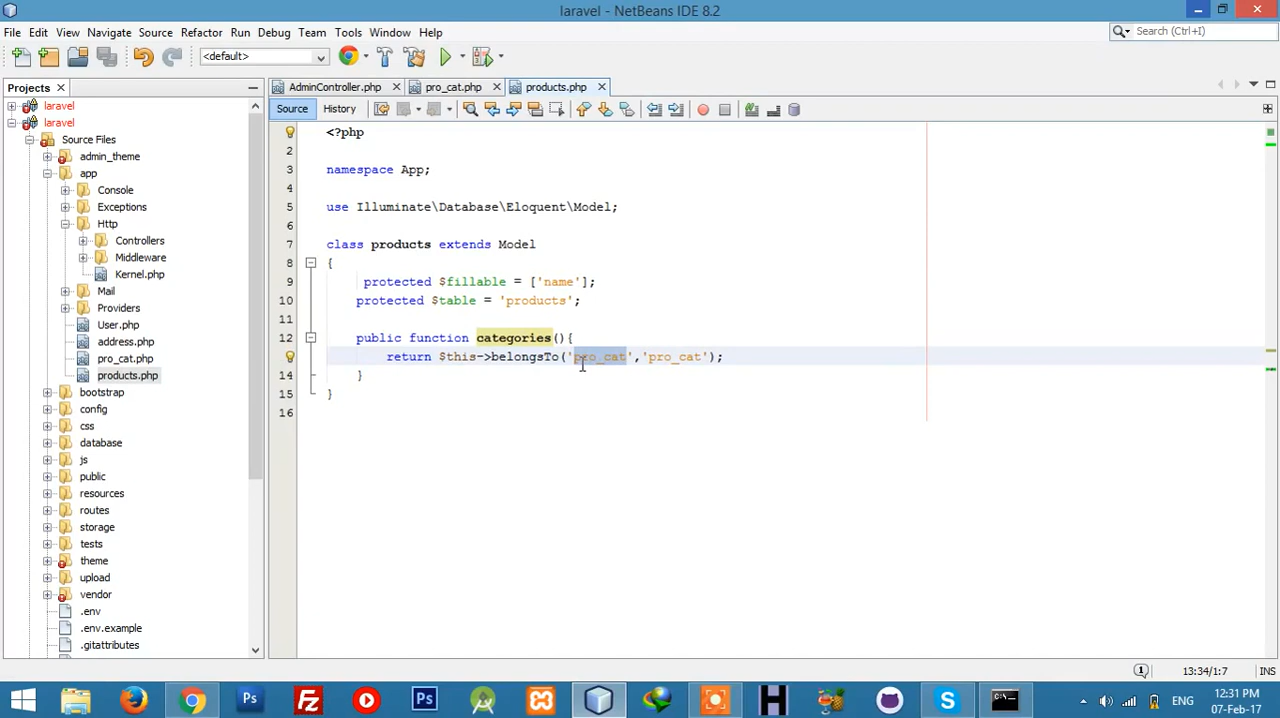 laravel - NetBeans IDE 8.2
File Edit View Navigate Source Refactor Run Debug Team Tools Window Help
Search (Ctrl+I)
<default>
Projects
AdminController.php
pro_cat.php
products.php
laravel
laravel
Source Files
admin_theme
app
Console
Exceptions
Http
Controllers
Middleware
Kernel.php
Mail
Providers
User.php
address.php
pro_cat.php
products.php
bootstrap
config
css
database
js
public
resources
routes
storage
tests
theme
upload
vendor
.env
.env.example
.gitattributes
Source History
<?php
2
3 namespace App;
4
5 use Illuminate\Database\Eloquent\Model;
6
7 class products extends Model
8 {
9 protected $fillable = ['name'];
10 protected $table = 'products';
11
12 public function categories(){
return $this->belongsTo('pro_cat','pro_cat');
14 }
15 }
16
1
13:34/1:7
INS
Ps
Fz
Ps
H
S
C:\
ENG
12:31 PM
07-Feb-17